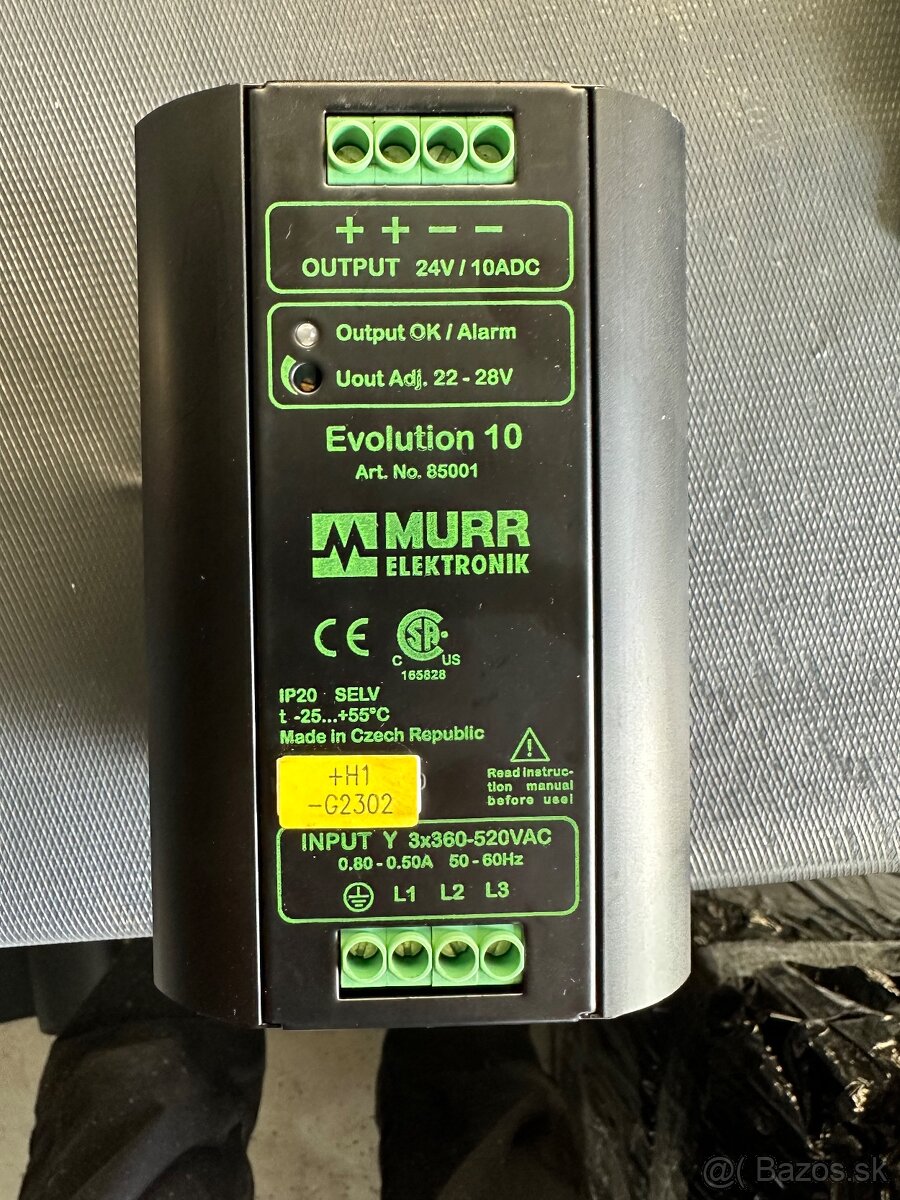 + + − −
OUTPUT 24V / 10ADC
Output OK / Alarm
Uout Adj. 22 - 28V
Evolution 10
Art. No. 85001
MURR
ELEKTRONIK
CE
SA
C US
165828
IP20 SELV
t -25...+55°C
Made in Czech Republic
+H1
-G2302
Read instruc-
tion manual
before use!
INPUT Y 3x360-520VAC
0.80 - 0.50A 50 - 60Hz
L1 L2 L3
@( Bazos.sk